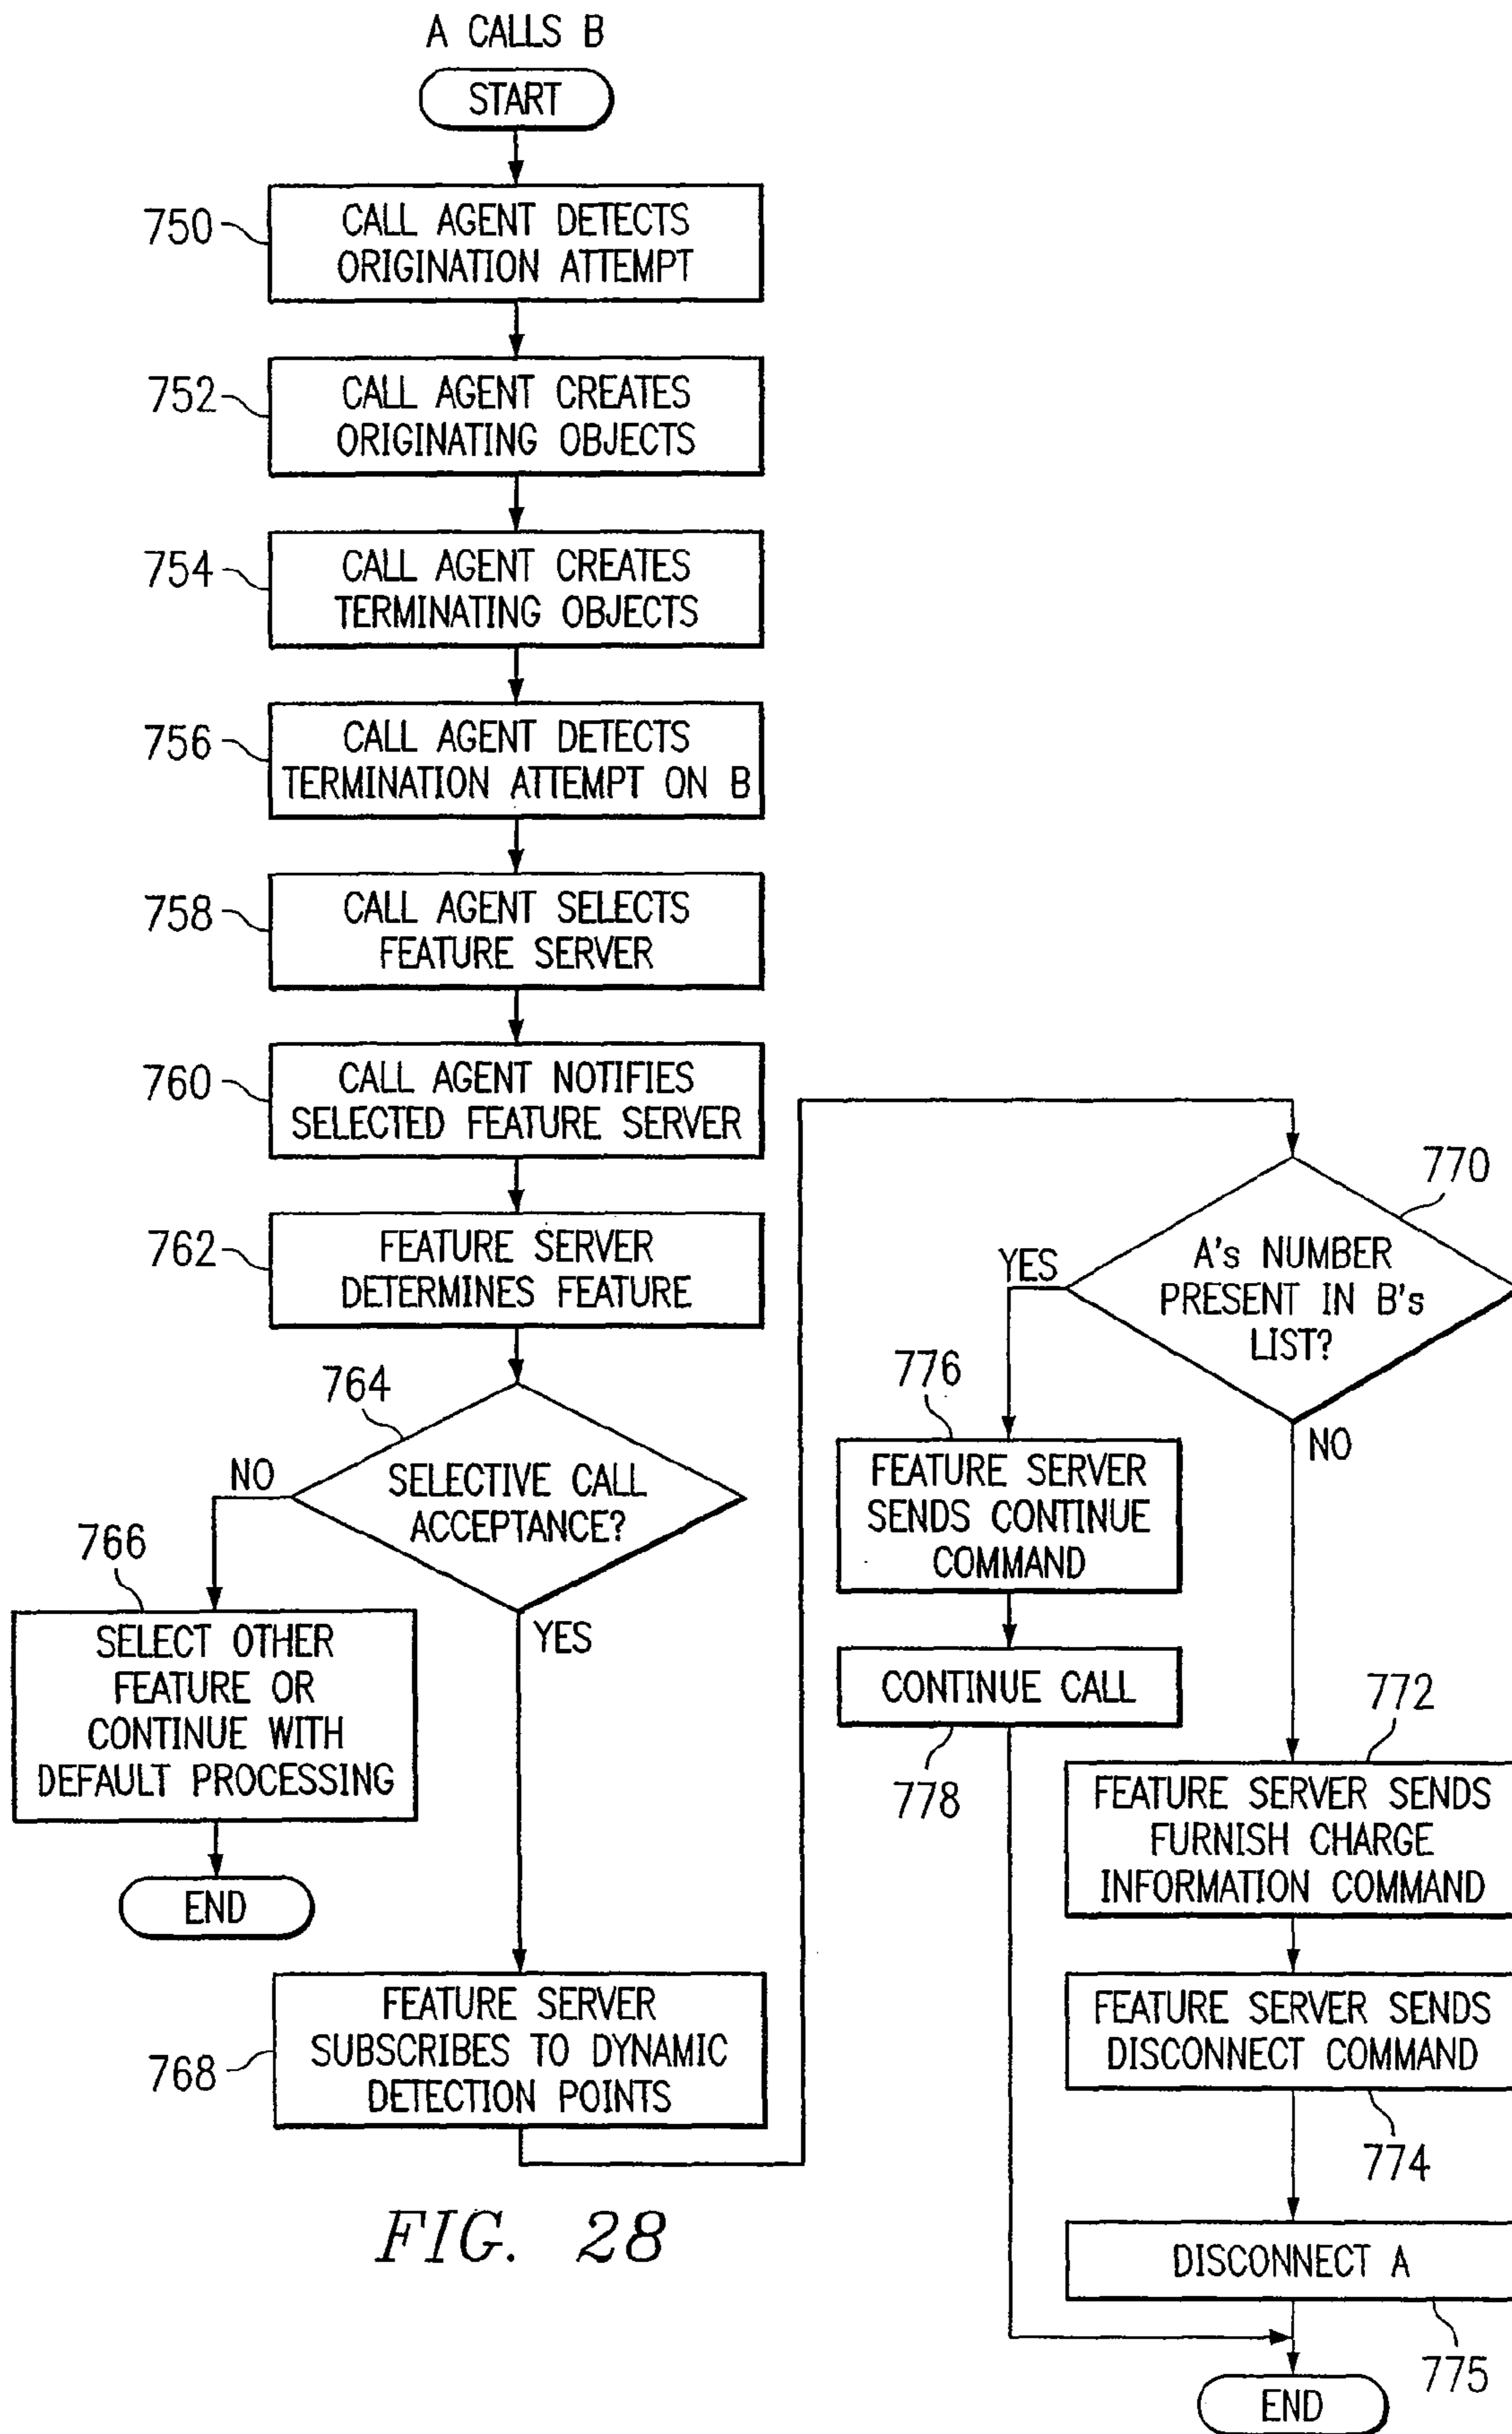 A CALLS B
START
750
CALL AGENT DETECTS
ORIGINATION ATTEMPT
752
CALL AGENT CREATES
ORIGINATING OBJECTS
754
CALL AGENT CREATES
TERMINATING OBJECTS
756
CALL AGENT DETECTS
TERMINATION ATTEMPT ON B
758
CALL AGENT SELECTS
FEATURE SERVER
760
CALL AGENT NOTIFIES
SELECTED FEATURE SERVER
762
FEATURE SERVER
DETERMINES FEATURE
764
SELECTIVE CALL
ACCEPTANCE?
NO
YES
766
SELECT OTHER
FEATURE OR
CONTINUE WITH
DEFAULT PROCESSING
END
768
FEATURE SERVER
SUBSCRIBES TO DYNAMIC
DETECTION POINTS
770
A's NUMBER
PRESENT IN B's
LIST?
YES
NO
776
FEATURE SERVER
SENDS CONTINUE
COMMAND
CONTINUE CALL
778
772
FEATURE SERVER SENDS
FURNISH CHARGE
INFORMATION COMMAND
FEATURE SERVER SENDS
DISCONNECT COMMAND
774
DISCONNECT A
775
END
FIG. 28